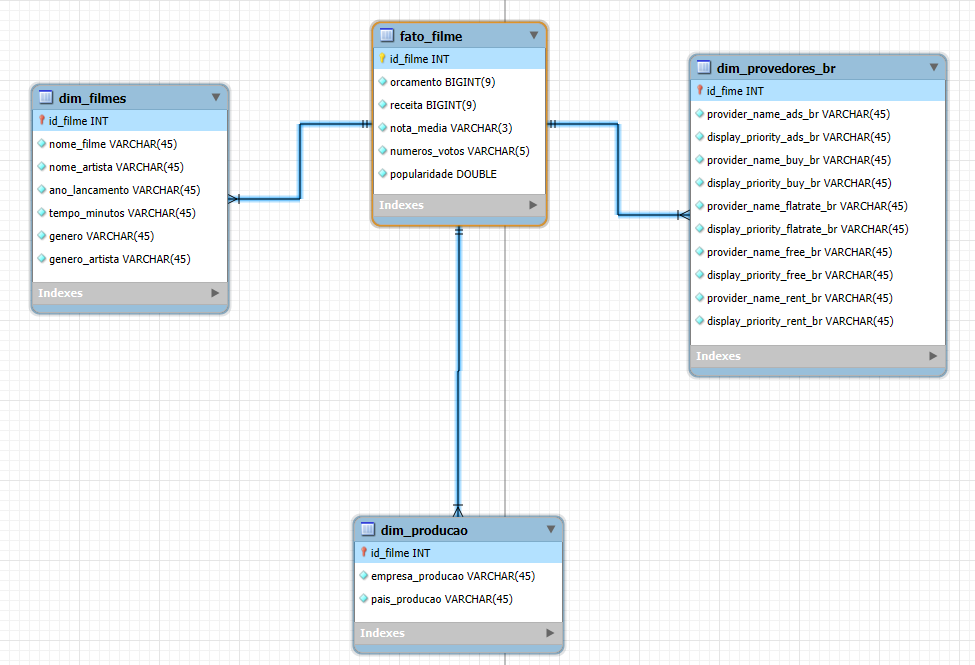 fato_filme
id_filme INT
orcamento BIGINT(9)
receita BIGINT(9)
nota_media VARCHAR(3)
numeros_votos VARCHAR(5)
popularidade DOUBLE
Indexes
dim_filmes
id_filme INT
nome_filme VARCHAR(45)
nome_artista VARCHAR(45)
ano_lancamento VARCHAR(45)
tempo_minutos VARCHAR(45)
genero VARCHAR(45)
genero_artista VARCHAR(45)
Indexes
dim_provedores_br
id_fime INT
provider_name_ads_br VARCHAR(45)
display_priority_ads_br VARCHAR(45)
provider_name_buy_br VARCHAR(45)
display_priority_buy_br VARCHAR(45)
provider_name_flatrate_br VARCHAR(45)
display_priority_flatrate_br VARCHAR(45)
provider_name_free_br VARCHAR(45)
display_priority_free_br VARCHAR(45)
provider_name_rent_br VARCHAR(45)
display_priority_rent_br VARCHAR(45)
Indexes
dim_producao
id_filme INT
empresa_producao VARCHAR(45)
pais_producao VARCHAR(45)
Indexes